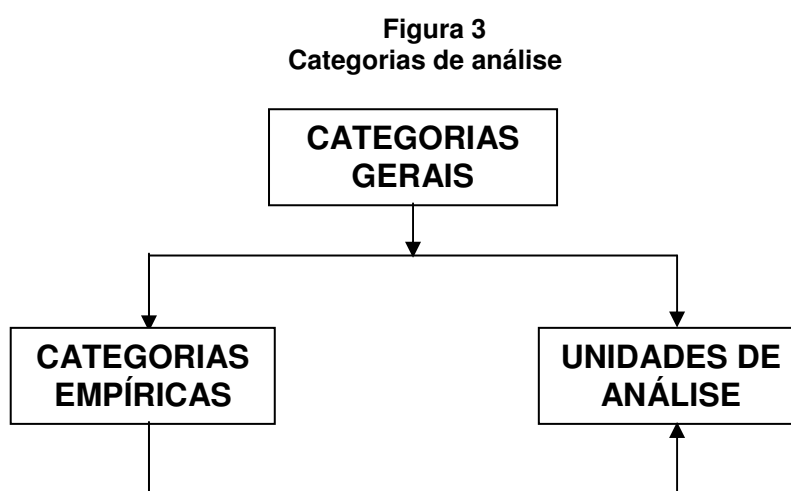 Figura 3
Categorias de análise
CATEGORIAS
GERAIS
CATEGORIAS
EMPÍRICAS
UNIDADES DE
ANÁLISE